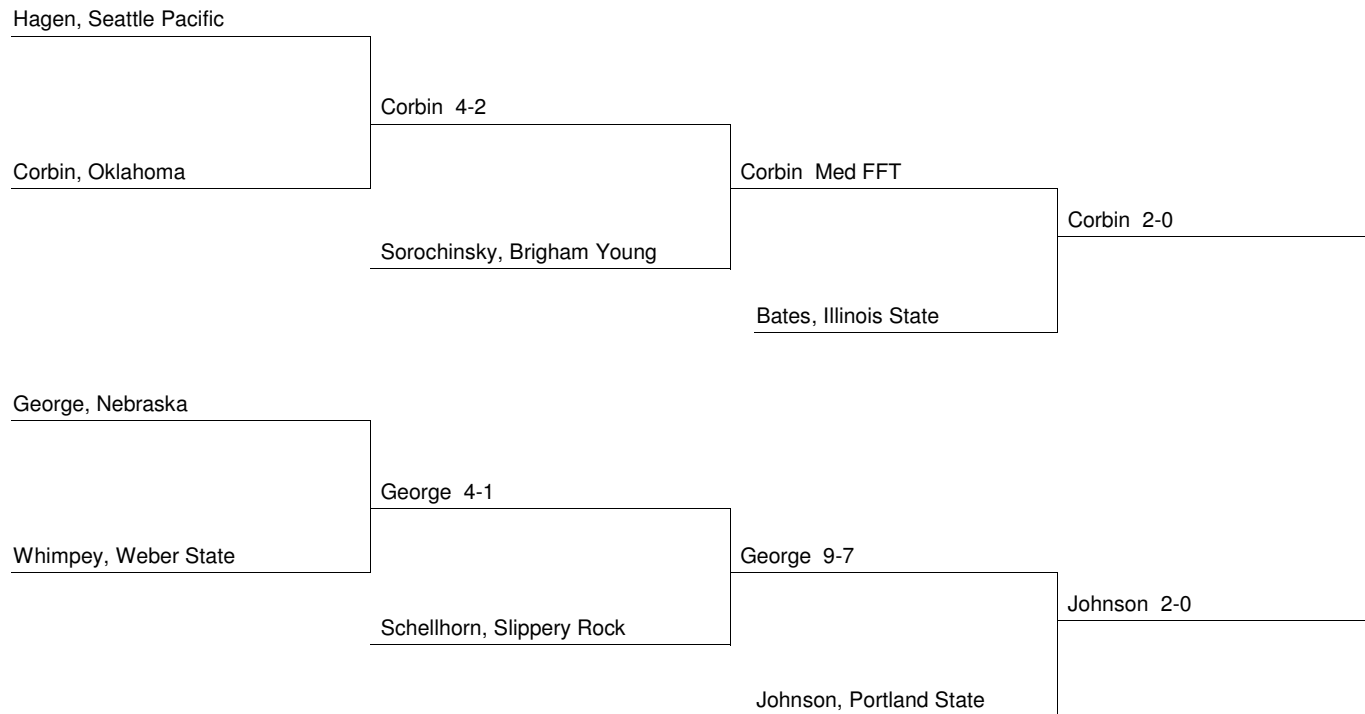 Hagen, Seattle Pacific
Corbin 4-2
Corbin, Oklahoma
Corbin Med FFT
Corbin 2-0
Sorochinsky, Brigham Young
Bates, Illinois State
George, Nebraska
George 4-1
Whimpey, Weber State
George 9-7
Johnson 2-0
Schellhorn, Slippery Rock
Johnson, Portland State